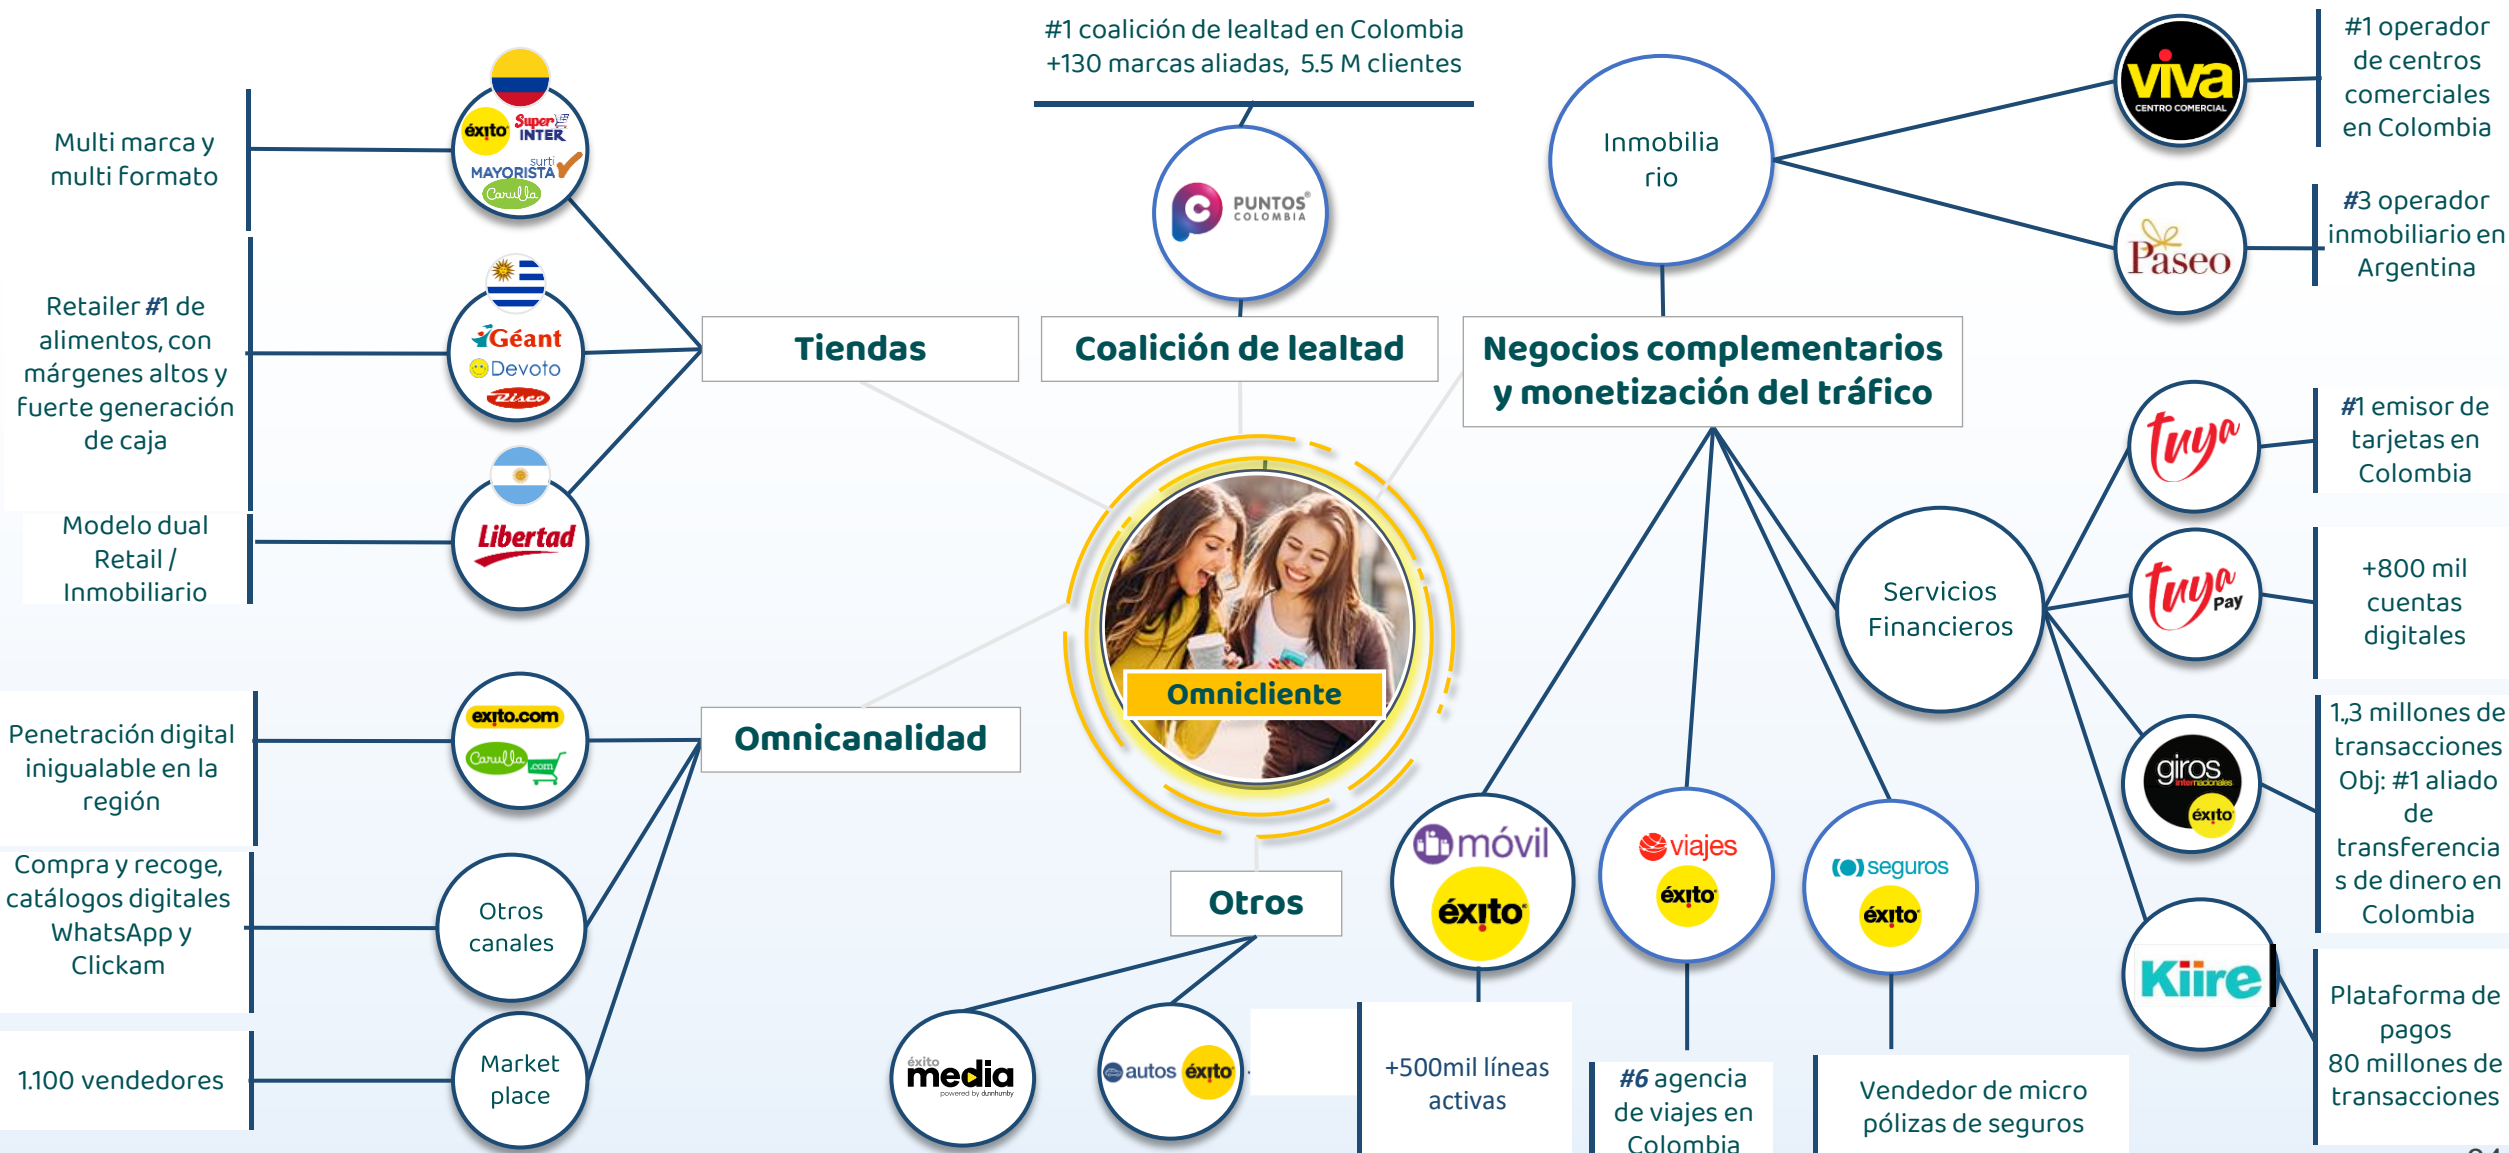 #1 coalición de lealtad en Colombia
+130 marcas aliadas, 5.5 M clientes
PUNTOS®
COLOMBIA
Coalición de lealtad
Multi marca y
multi formato
éxito
Super
INTER
surti
MAYORISTA
Carulla
Retailer #1 de
alimentos, con
márgenes altos y
fuerte generación
de caja
Géant
Devoto
Disco
Modelo dual
Retail /
Inmobiliario
Libertad
Tiendas
Penetración digital
inigualable en la
región
exito.com
Carulla
.com
Omnicanalidad
Compra y recoge,
catálogos digitales
WhatsApp y
Clickam
Otros
canales
1.100 vendedores
Market
place
Omnicliente
Otros
éxito
media
powered by dunnhumby
autos éxito
Negocios complementarios
y monetización del tráfico
Inmobilia
rio
viva
CENTRO COMERCIAL
#1 operador
de centros
comerciales
en Colombia
Paseo
#3 operador
inmobiliario en
Argentina
móvil
éxito
+500mil líneas
activas
viajes
éxito
#6 agencia
de viajes en
Colombia
seguros
éxito
Vendedor de micro
pólizas de seguros
Servicios
Financieros
tuya
#1 emisor de
tarjetas en
Colombia
tuya
Pay
+800 mil
cuentas
digitales
giros
internacionales
éxito
1.,3 millones de
transacciones
Obj: #1 aliado
de
transferencia
s de dinero en
Colombia
Kiire
Plataforma de
pagos
80 millones de
transacciones